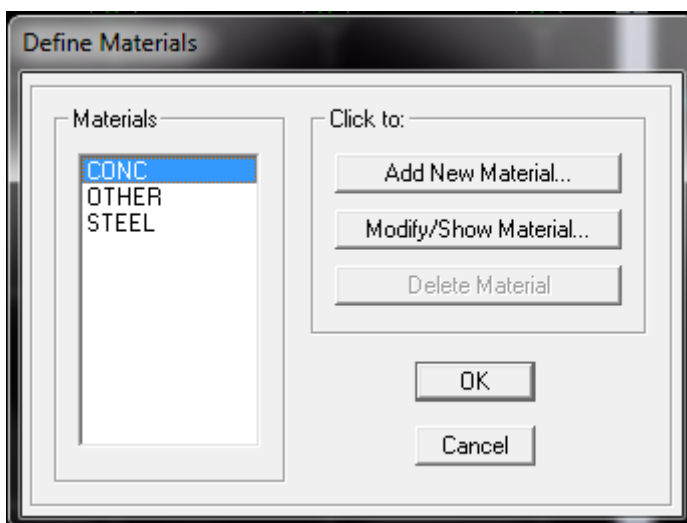 Define Materials
Materials
CONC
OTHER
STEEL
Click to:
Add New Material...
Modify/Show Material...
Delete Material
OK
Cancel